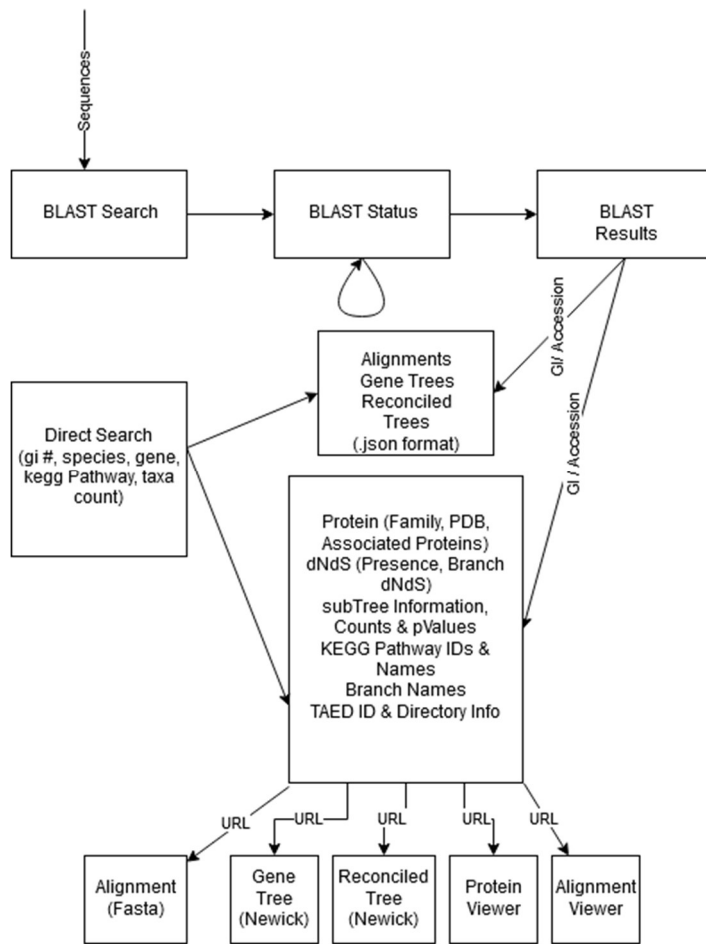 Sequences
BLAST Search
BLAST Status
BLAST
Results
GI/ Accession
GI / Accession
Alignments
Gene Trees
Reconciled
Trees
(.json format)
Direct Search
(gi #, species, gene,
kegg Pathway, taxa
count)
Protein (Family, PDB,
Associated Proteins)
dNdS (Presence, Branch
dNdS)
subTree Information,
Counts & pValues
KEGG Pathway IDs &
Names
Branch Names
TAED ID & Directory Info
URL
URL
URL
URL
URL
Alignment
(Fasta)
Gene
Tree
(Newick)
Reconciled
Tree
(Newick)
Protein
Viewer
Alignment
Viewer